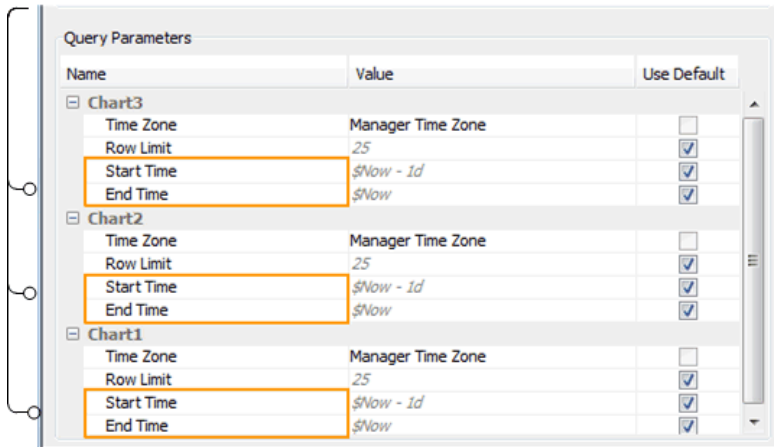 Query Parameters
Name Value Use Default
Chart3
Time Zone Manager Time Zone
Row Limit 25
Start Time $Now - 1d
End Time $Now
Chart2
Time Zone Manager Time Zone
Row Limit 25
Start Time $Now - 1d
End Time $Now
Chart1
Time Zone Manager Time Zone
Row Limit 25
Start Time $Now - 1d
End Time $Now